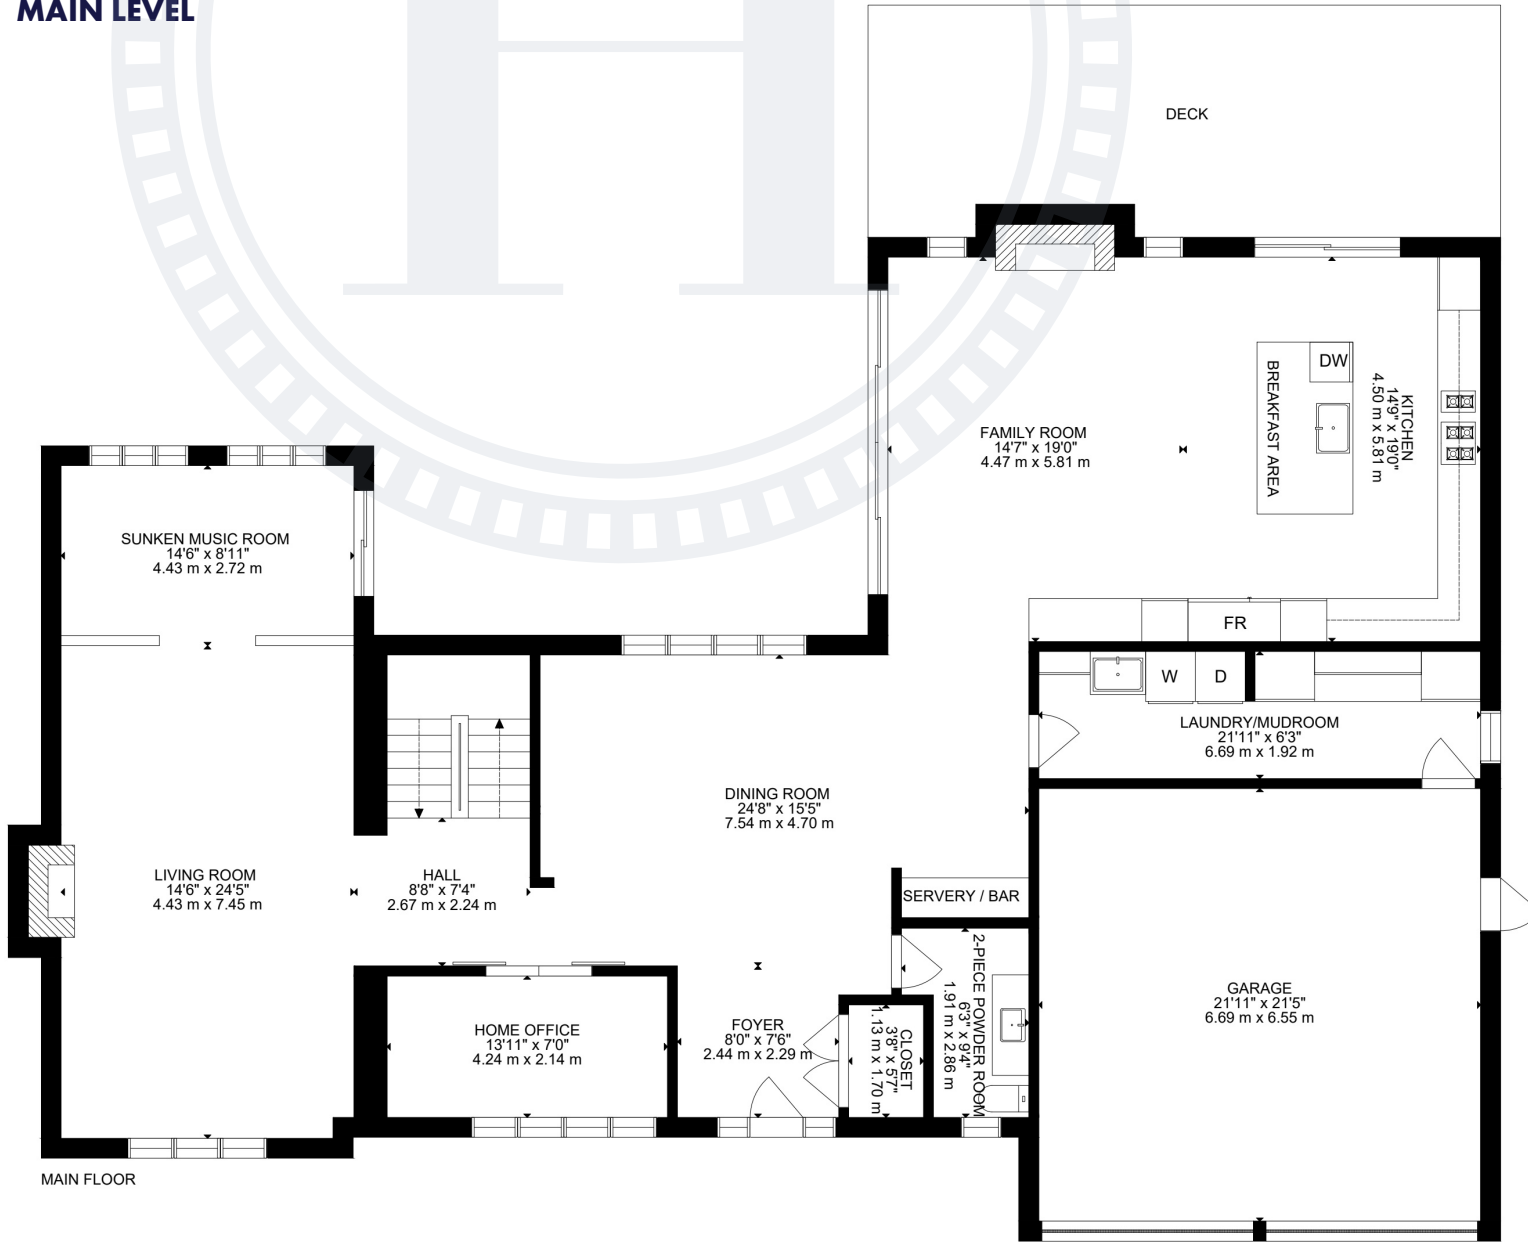 MAIN LEVEL
DECK
FAMILY ROOM
14'7" x 19'0"
4.47 m x 5.81 m
BREAKFAST AREA
DW
KITCHEN
14'9" x 19'0"
4.50 m x 5.81 m
FR
SUNKEN MUSIC ROOM
14'6" x 8'11"
4.43 m x 2.72 m
W
D
LAUNDRY/MUDROOM
21'11" x 6'3"
6.69 m x 1.92 m
DINING ROOM
24'8" x 15'5"
7.54 m x 4.70 m
LIVING ROOM
14'6" x 24'5"
4.43 m x 7.45 m
HALL
8'8" x 7'4"
2.67 m x 2.24 m
SERVERY / BAR
2-PIECE POWDER ROOM
6'3" x 9'4"
1.91 m x 2.86 m
GARAGE
21'11" x 21'5"
6.69 m x 6.55 m
HOME OFFICE
13'11" x 7'0"
4.24 m x 2.14 m
FOYER
8'0" x 7'6"
2.44 m x 2.29 m
CLOSET
3'8" x 5'7"
1.13 m x 1.70 m
MAIN FLOOR
H